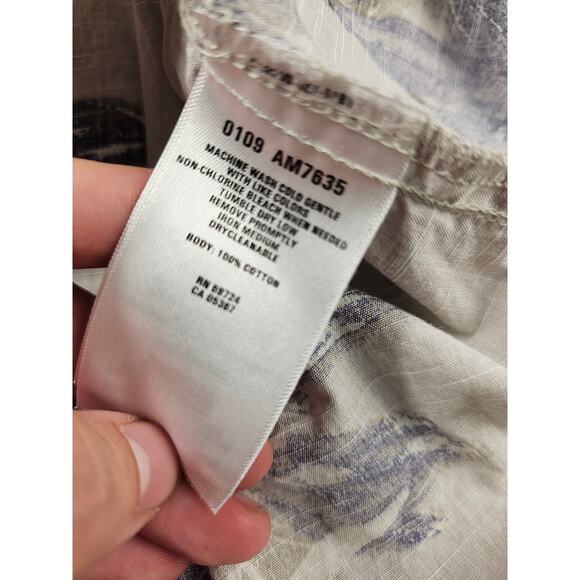 0109 AM7635
MACHINE WASH COLD GENTLE
WITH LIKE COLORS
NON-CHLORINE BLEACH WHEN NEEDED
TUMBLE DRY LOW
REMOVE PROMPTLY
IRON MEDIUM
DRYCLEANABLE
BODY: 100% COTTON
RN 69724
CA 05387